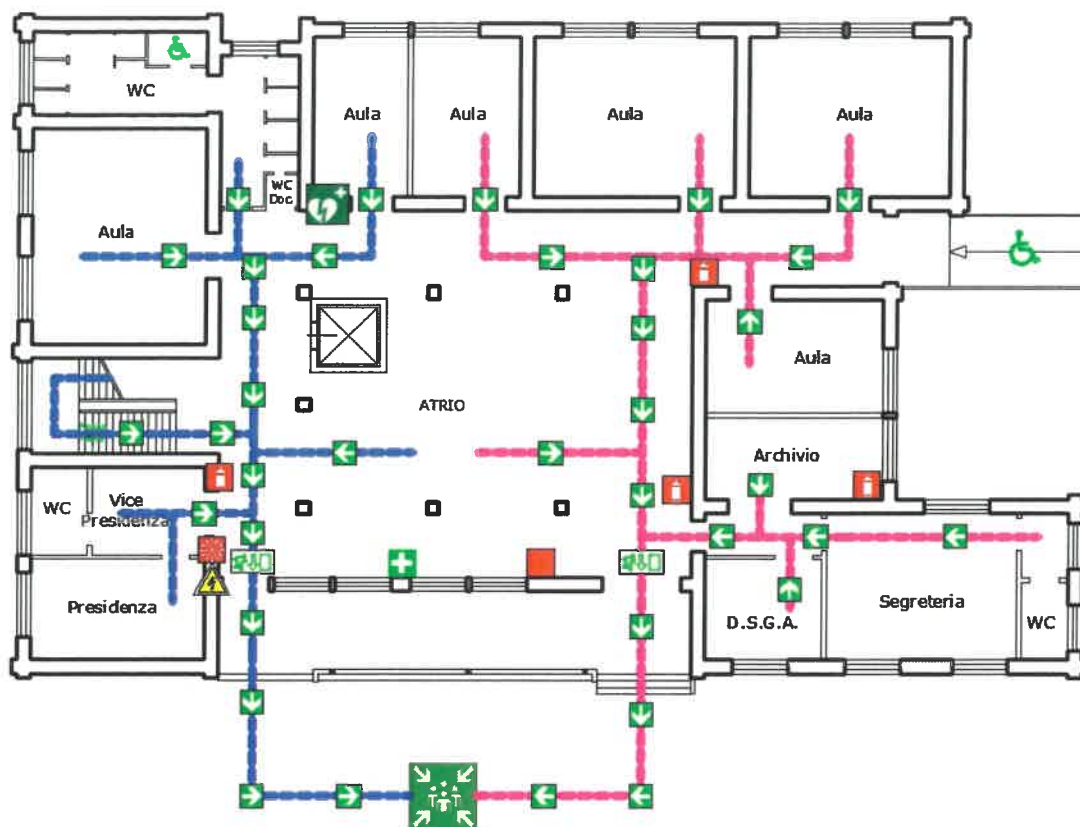 WC
Aula
Aula
Aula
Aula
WC
Doc
Aula
Aula
ATRIO
Archivio
WC
Vice
Presidenza
Presidenza
D.S.G.A.
Segreteria
WC